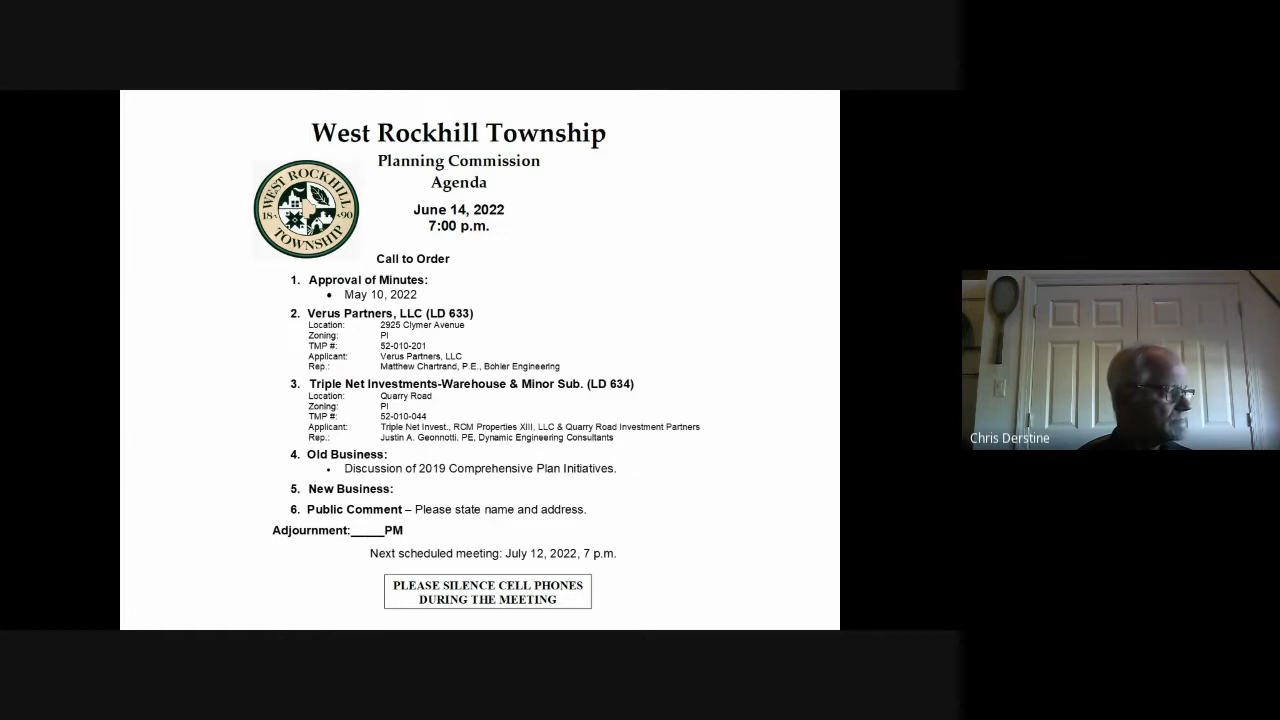 West Rockhill Township
Planning Commission
Agenda
June 14, 2022
7:00 p.m.
WEST ROCKHILL
18 90
TOWNSHIP
Call to Order
1. Approval of Minutes:
• May 10, 2022
2. Verus Partners, LLC (LD 633)
Location: 2925 Clymer Avenue
Zoning: PI
TMP #: 52-010-201
Applicant: Verus Partners, LLC
Rep.: Matthew Chartrand, P.E., Bohler Engineering
3. Triple Net Investments-Warehouse & Minor Sub. (LD 634)
Location: Quarry Road
Zoning: PI
TMP #: 52-010-044
Applicant: Triple Net Invest., RCM Properties XIII, LLC & Quarry Road Investment Partners
Rep.: Justin A. Geonnotti, PE, Dynamic Engineering Consultants
4. Old Business:
• Discussion of 2019 Comprehensive Plan Initiatives.
5. New Business:
6. Public Comment – Please state name and address.
Adjournment:_____PM
Next scheduled meeting: July 12, 2022, 7 p.m.
PLEASE SILENCE CELL PHONES
DURING THE MEETING
Chris Derstine